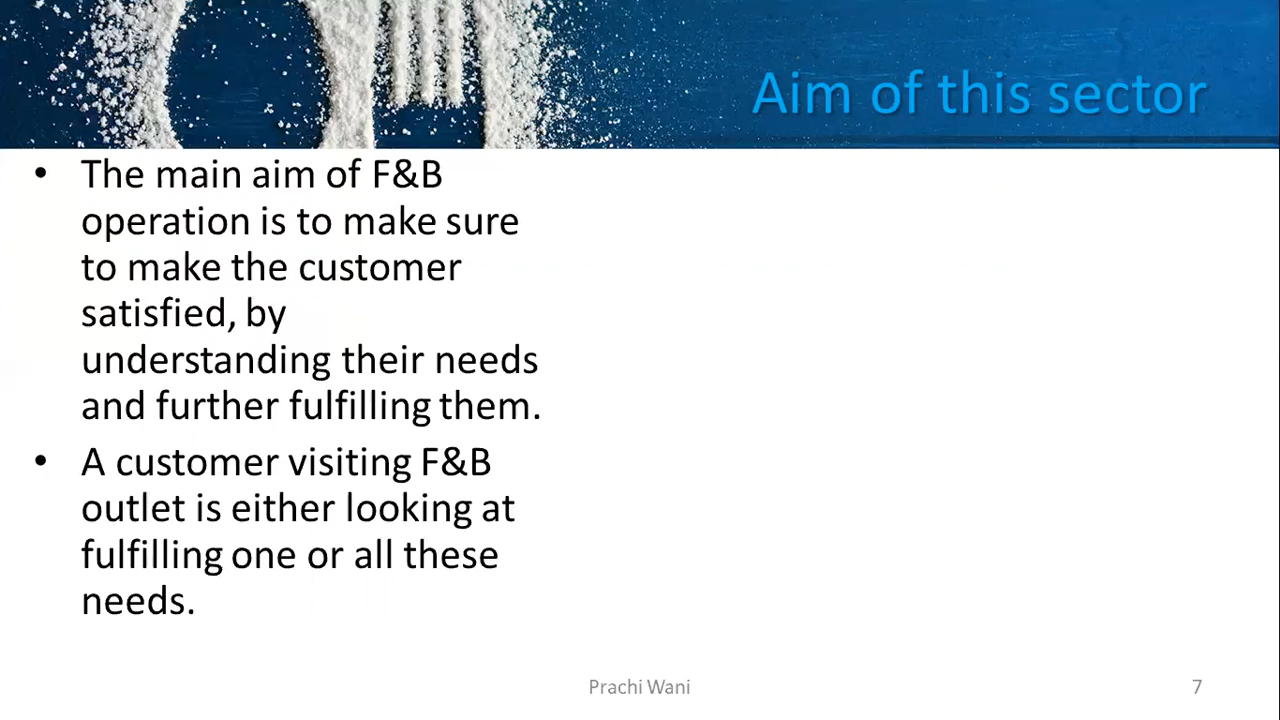 Aim of this sector
• The main aim of F&B
operation is to make sure
to make the customer
satisfied, by
understanding their needs
and further fulfilling them.
• A customer visiting F&B
outlet is either looking at
fulfilling one or all these
needs.
Prachi Wani
7